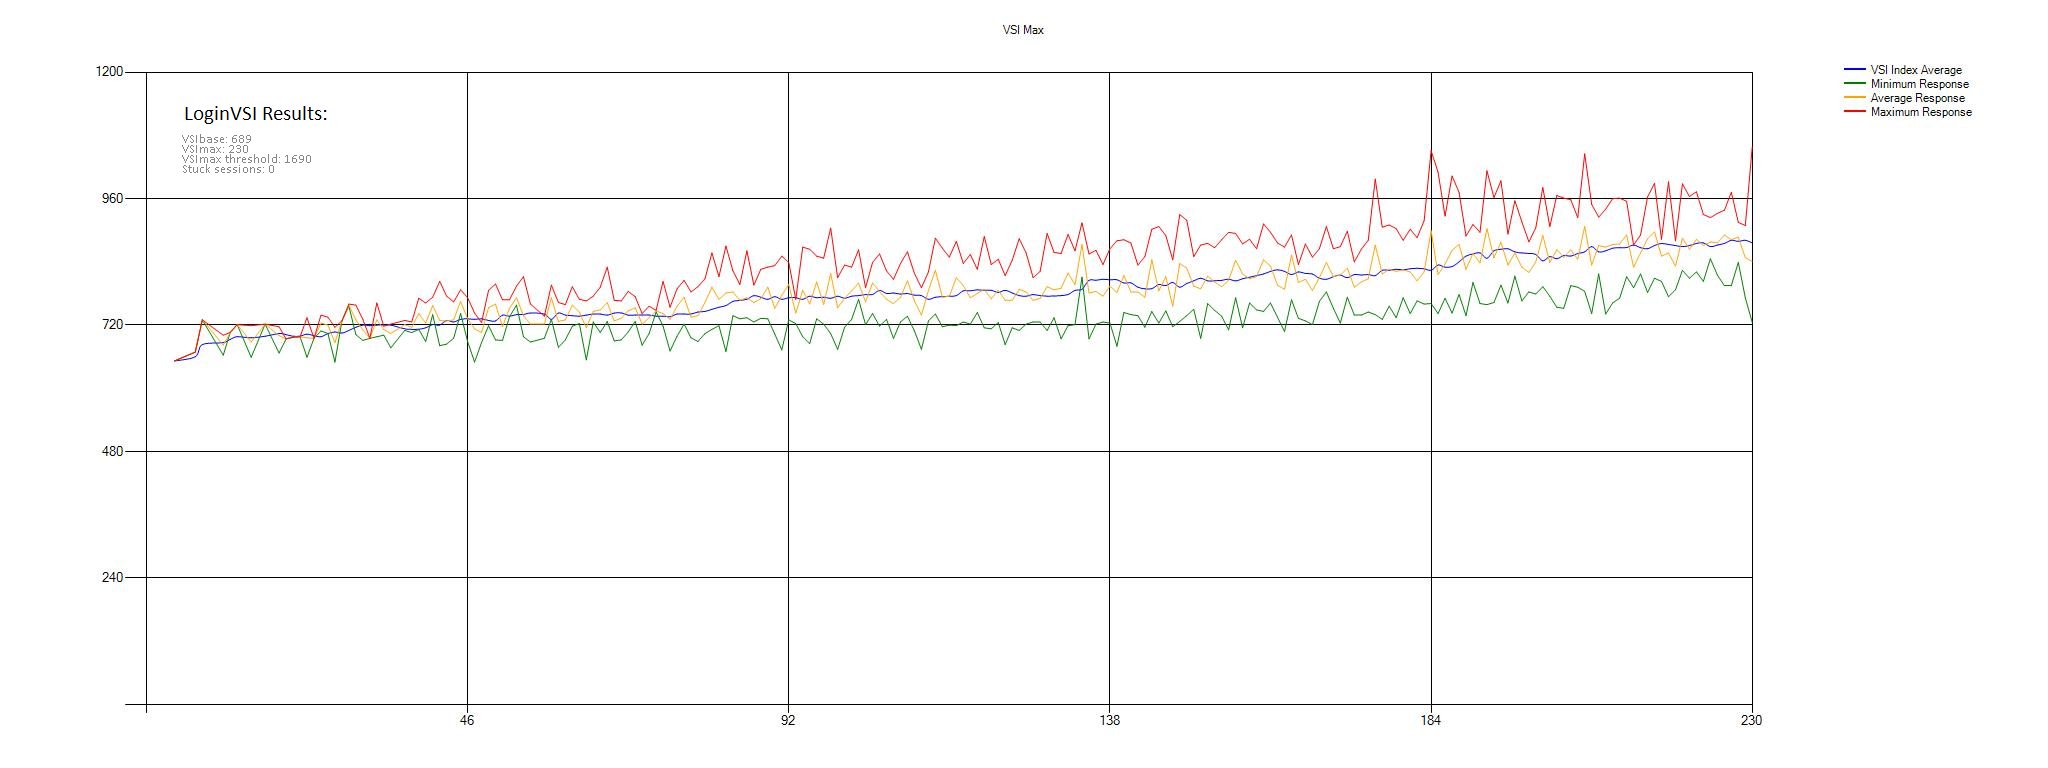 VSI Max
1200
960
720
480
240
LoginVSI Results:
VSIbase: 689
VSImax: 230
VSImax threshold: 1690
Stuck sessions: 0
VSI Index Average
Minimum Response
Average Response
Maximum Response
46
92
138
184
230